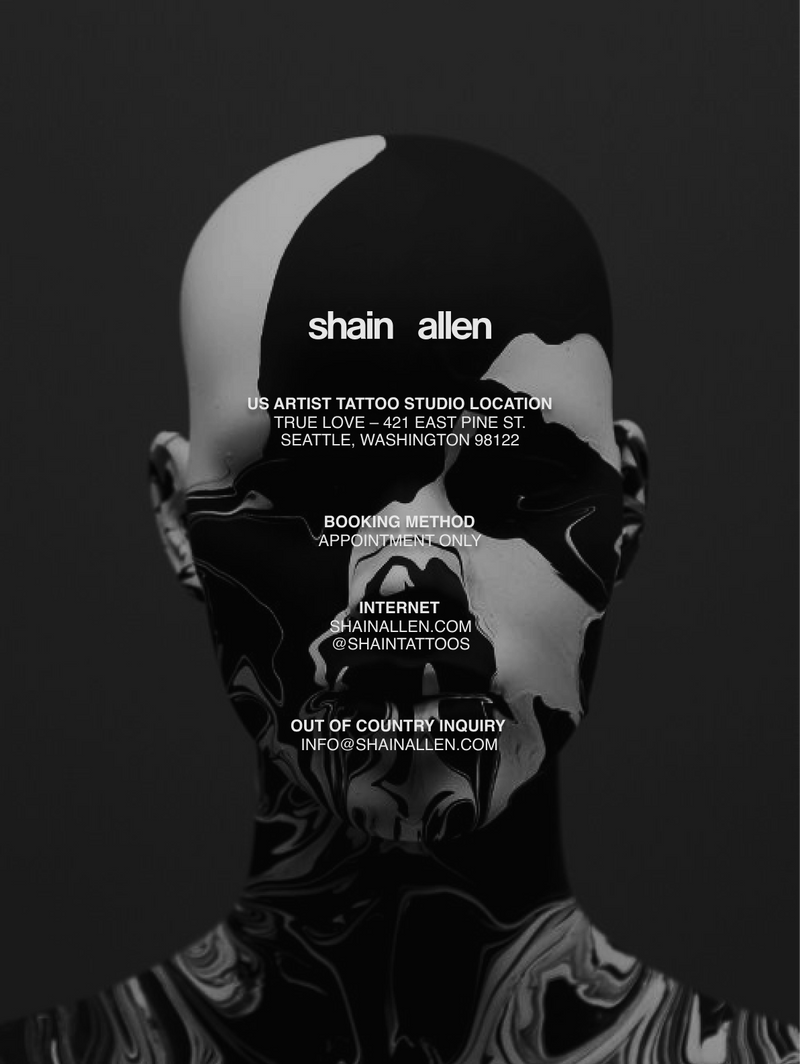 shain allen
US ARTIST TATTOO STUDIO LOCATION
TRUE LOVE – 421 EAST PINE ST.
SEATTLE, WASHINGTON 98122
BOOKING METHOD
APPOINTMENT ONLY
INTERNET
SHAINALLEN.COM
@SHAINTATTOOS
OUT OF COUNTRY INQUIRY
INFO@SHAINALLEN.COM